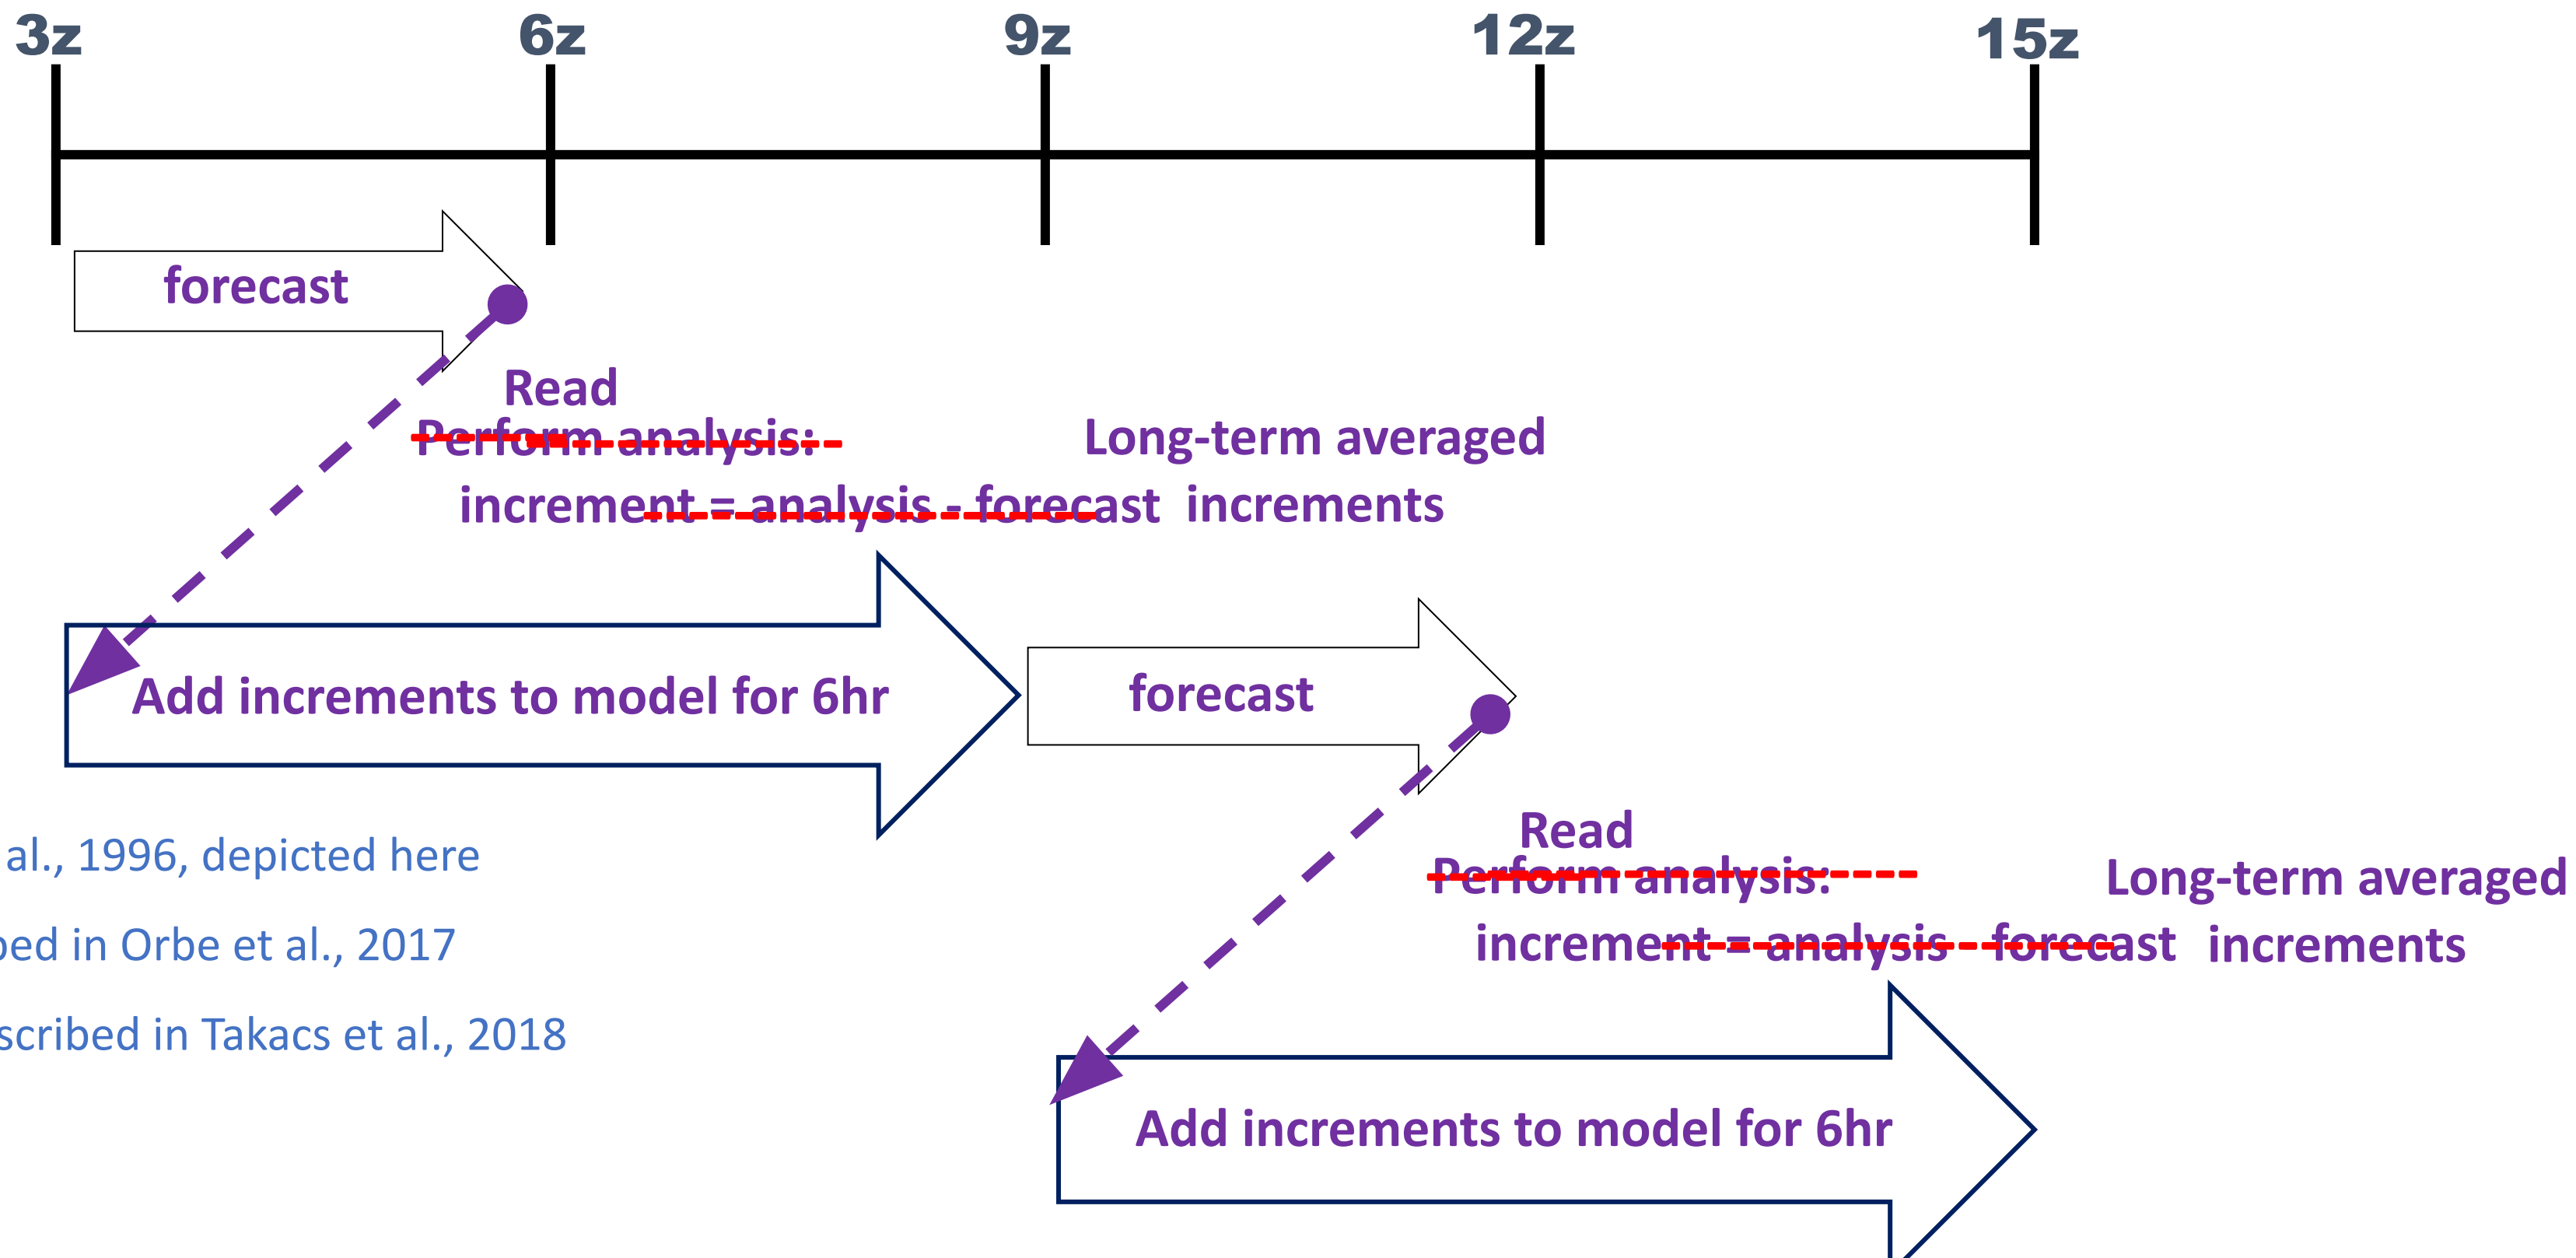 3z 6z 9z 12z 15z
forecast
Read
Perform analysis:
increment = analysis - forecast
Long-term averaged
increments
Add increments to model for 6hr
forecast
al., 1996, depicted here
in Orbe et al., 2017
in Takacs et al., 2018
Read
Perform analysis:
increment = analysis - forecast
Long-term averaged
increments
Add increments to model for 6hr